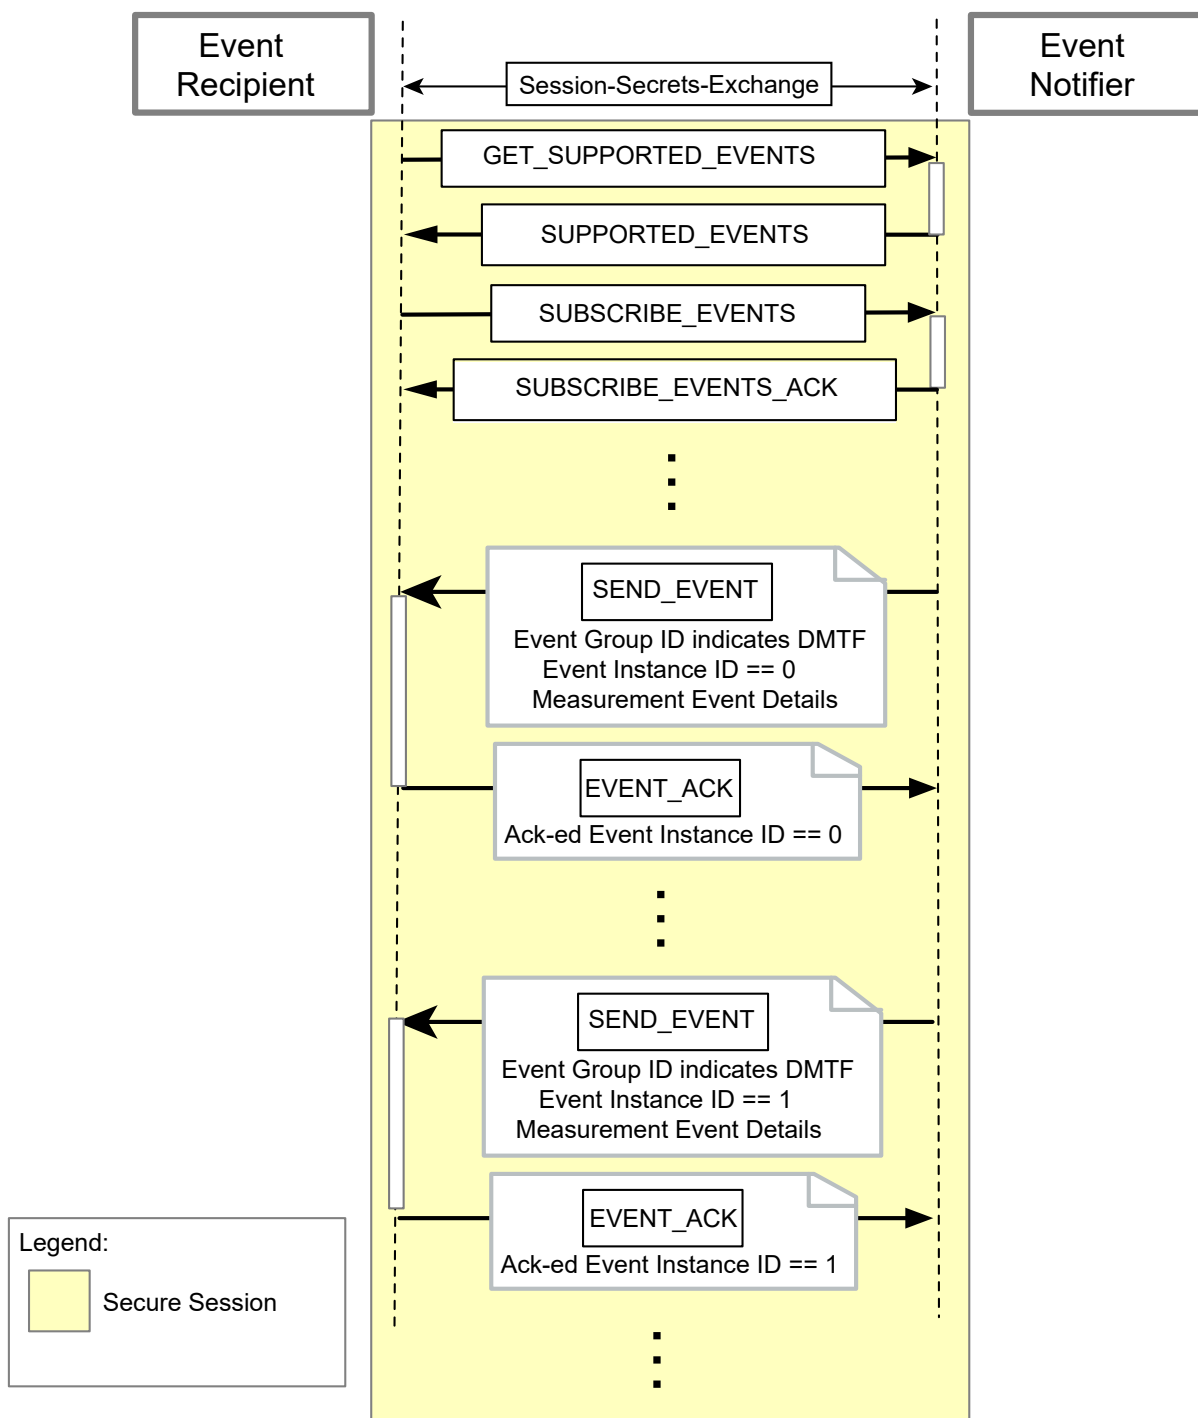 Event
Recipient
Event
Notifier
Session-Secrets-Exchange
GET_SUPPORTED_EVENTS
SUPPORTED_EVENTS
SUBSCRIBE_EVENTS
SUBSCRIBE_EVENTS_ACK
SEND_EVENT
Event Group ID indicates DMTF
Event Instance ID == 0
Measurement Event Details
EVENT_ACK
Ack-ed Event Instance ID == 0
SEND_EVENT
Event Group ID indicates DMTF
Event Instance ID == 1
Measurement Event Details
EVENT_ACK
Ack-ed Event Instance ID == 1
Legend:
Secure Session